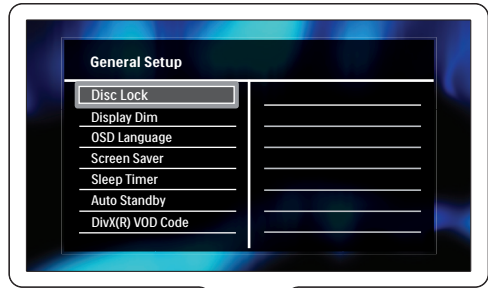 General Setup
Disc Lock
Display Dim
OSD Language
Screen Saver
Sleep Timer
Auto Standby
DivX(R) VOD Code